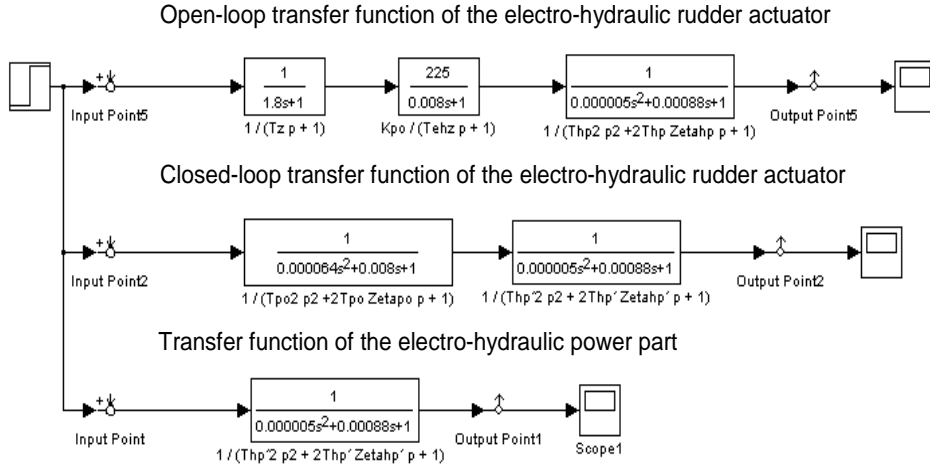 Open-loop transfer function of the electro-hydraulic rudder actuator
1
1.8s+1
225
0.008s+1
1
0.000005s²+0.00088s+1
Input Point5
1 / (Tz p + 1)
Kpo / (Tehz p + 1)
1 / (Thp2 p2 +2Thp Zetahp p + 1)
Output Point5
Closed-loop transfer function of the electro-hydraulic rudder actuator
1
0.000064s²+0.008s+1
1
0.000005s²+0.00088s+1
Input Point2
1 / (Tpo2 p2 +2Tpo Zetapo p + 1)
1 / (Thp´2 p2 + 2Thp´ Zetahp´ p + 1)
Output Point2
Transfer function of the electro-hydraulic power part
1
0.000005s²+0.00088s+1
Input Point
1 / (Thp´2 p2 + 2Thp´ Zetahp´ p + 1)
Output Point1
Scope1